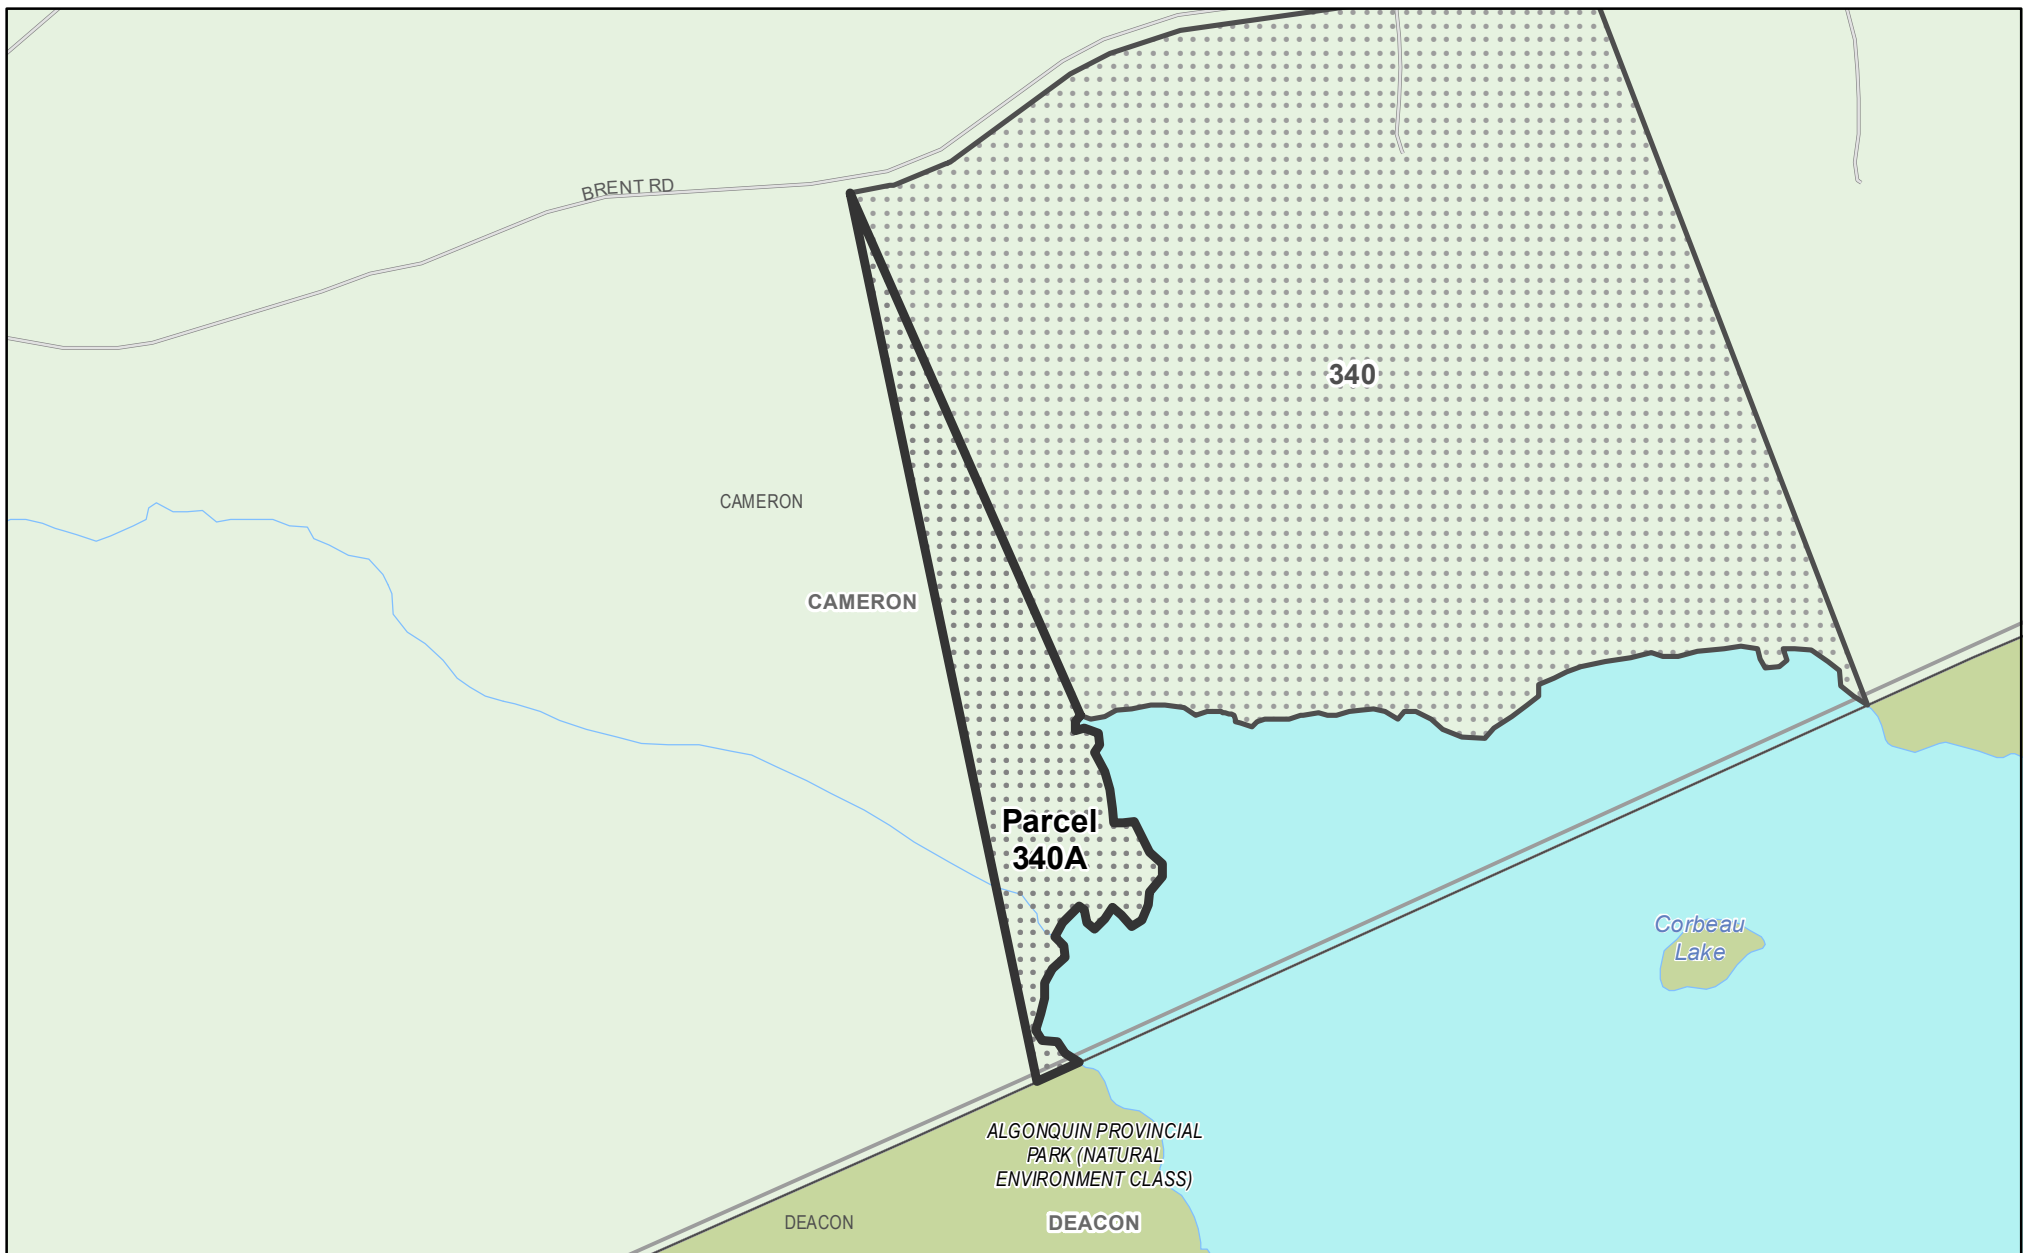 BRENT RD
340
CAMERON
CAMERON
Parcel
340A
Corbeau
Lake
ALGONQUIN PROVINCIAL
PARK (NATURAL
ENVIRONMENT CLASS)
DEACON
DEACON